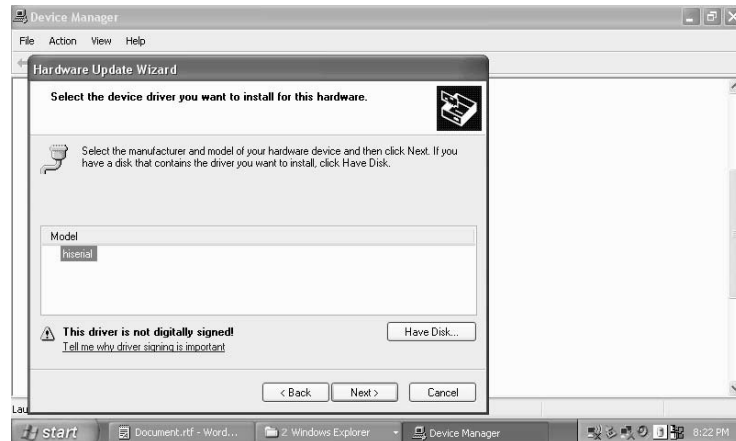 Device Manager
File Action View Help
Hardware Update Wizard
Select the device driver you want to install for this hardware.
Select the manufacturer and model of your hardware device and then click Next. If you
have a disk that contains the driver you want to install, click Have Disk.
Model
hiserial
This driver is not digitally signed!
Tell me why driver signing is important
Have Disk...
< Back Next > Cancel
Lau
start Document.rtf - Word... 2 Windows Explorer Device Manager 8:22 PM